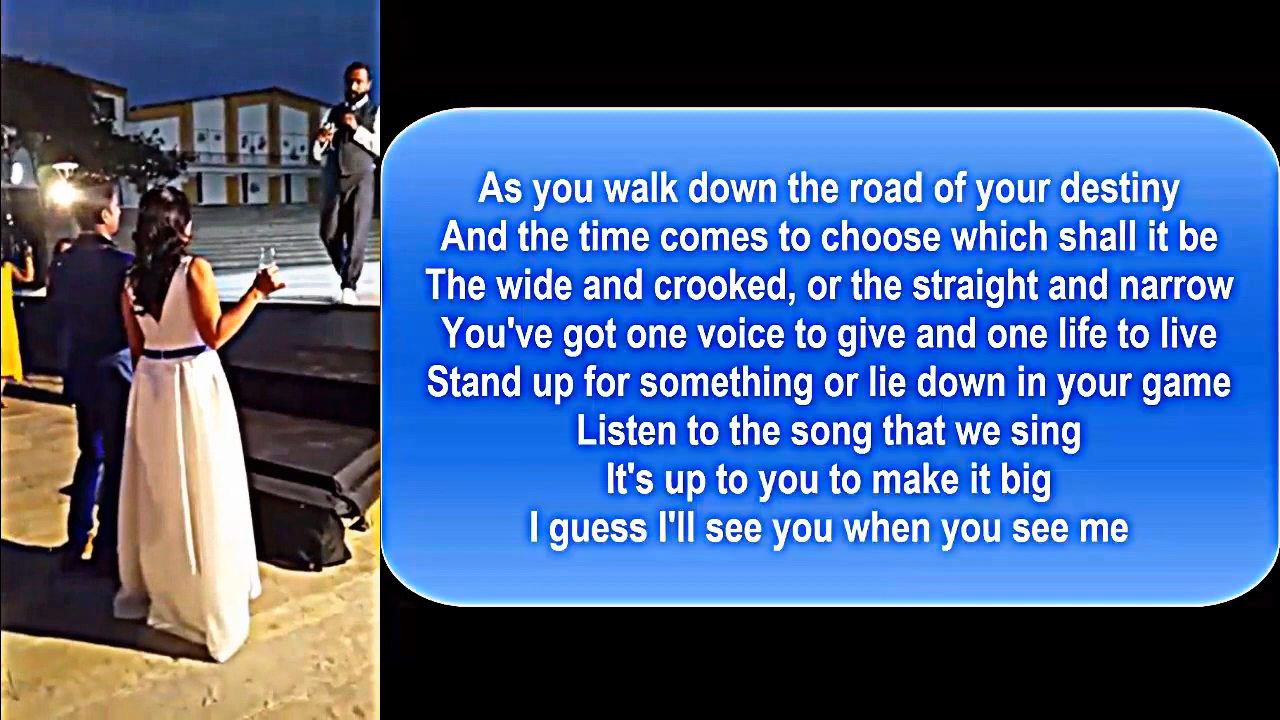 As you walk down the road of your destiny
And the time comes to choose which shall it be
The wide and crooked, or the straight and narrow
You've got one voice to give and one life to live
Stand up for something or lie down in your game
Listen to the song that we sing
It's up to you to make it big
I guess I'll see you when you see me